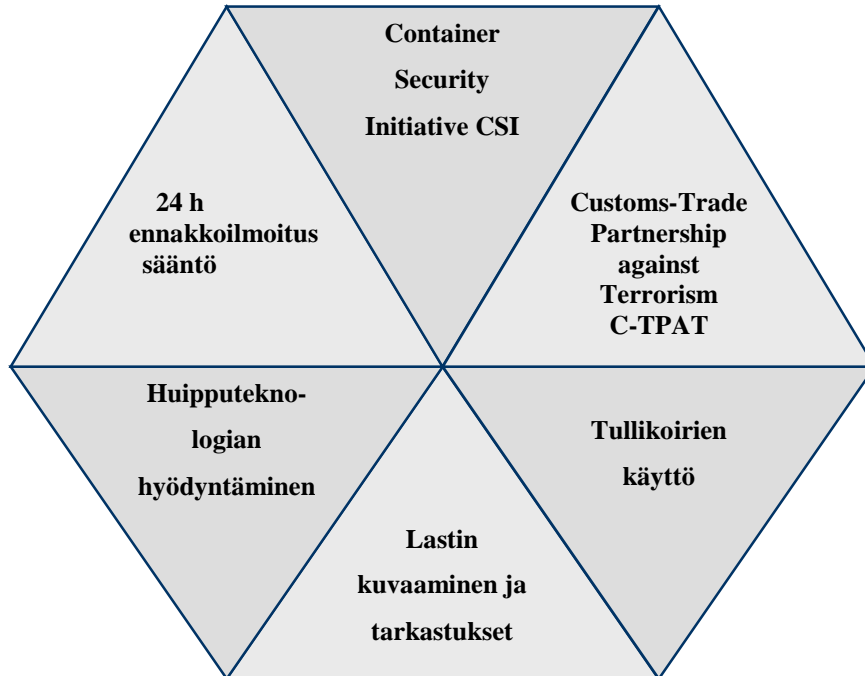 Container
Security
Initiative CSI
24 h
ennakkoilmoitus
sääntö
Customs-Trade
Partnership
against
Terrorism
C-TPAT
Huipputekno-
logian
hyödyntäminen
Tullikoirien
käyttö
Lastin
kuvaaminen ja
tarkastukset